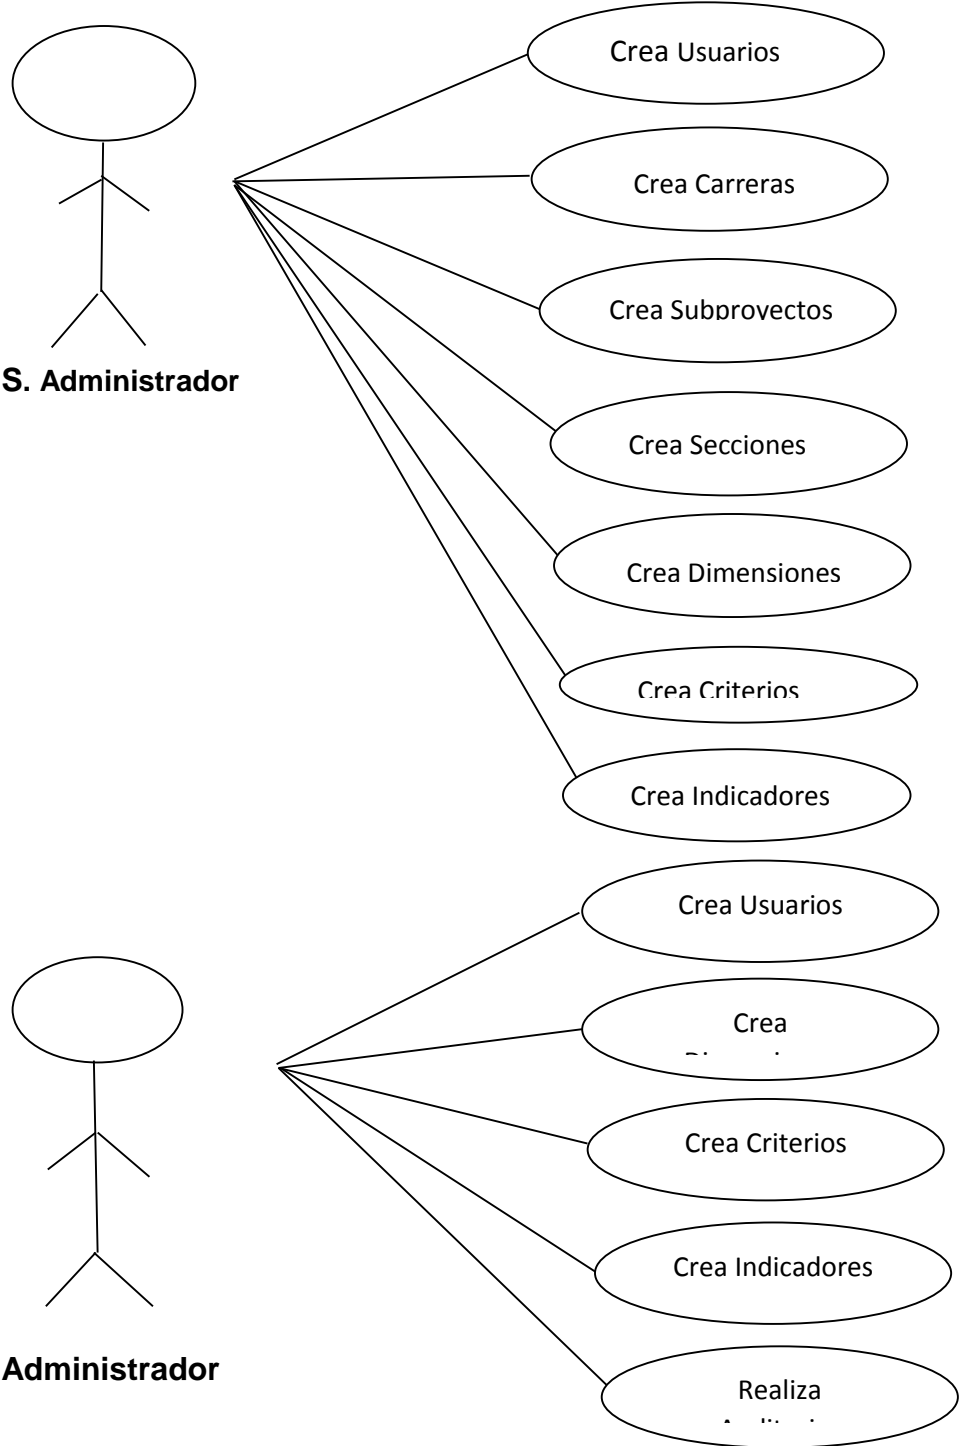 Crea Usuarios
Crea Carreras
Crea Subproyectos
S. Administrador
Crea Secciones
Crea Dimensiones
Crea Criterios
Crea Indicadores
Crea Usuarios
Crea
Crea Criterios
Crea Indicadores
Administrador
Realiza